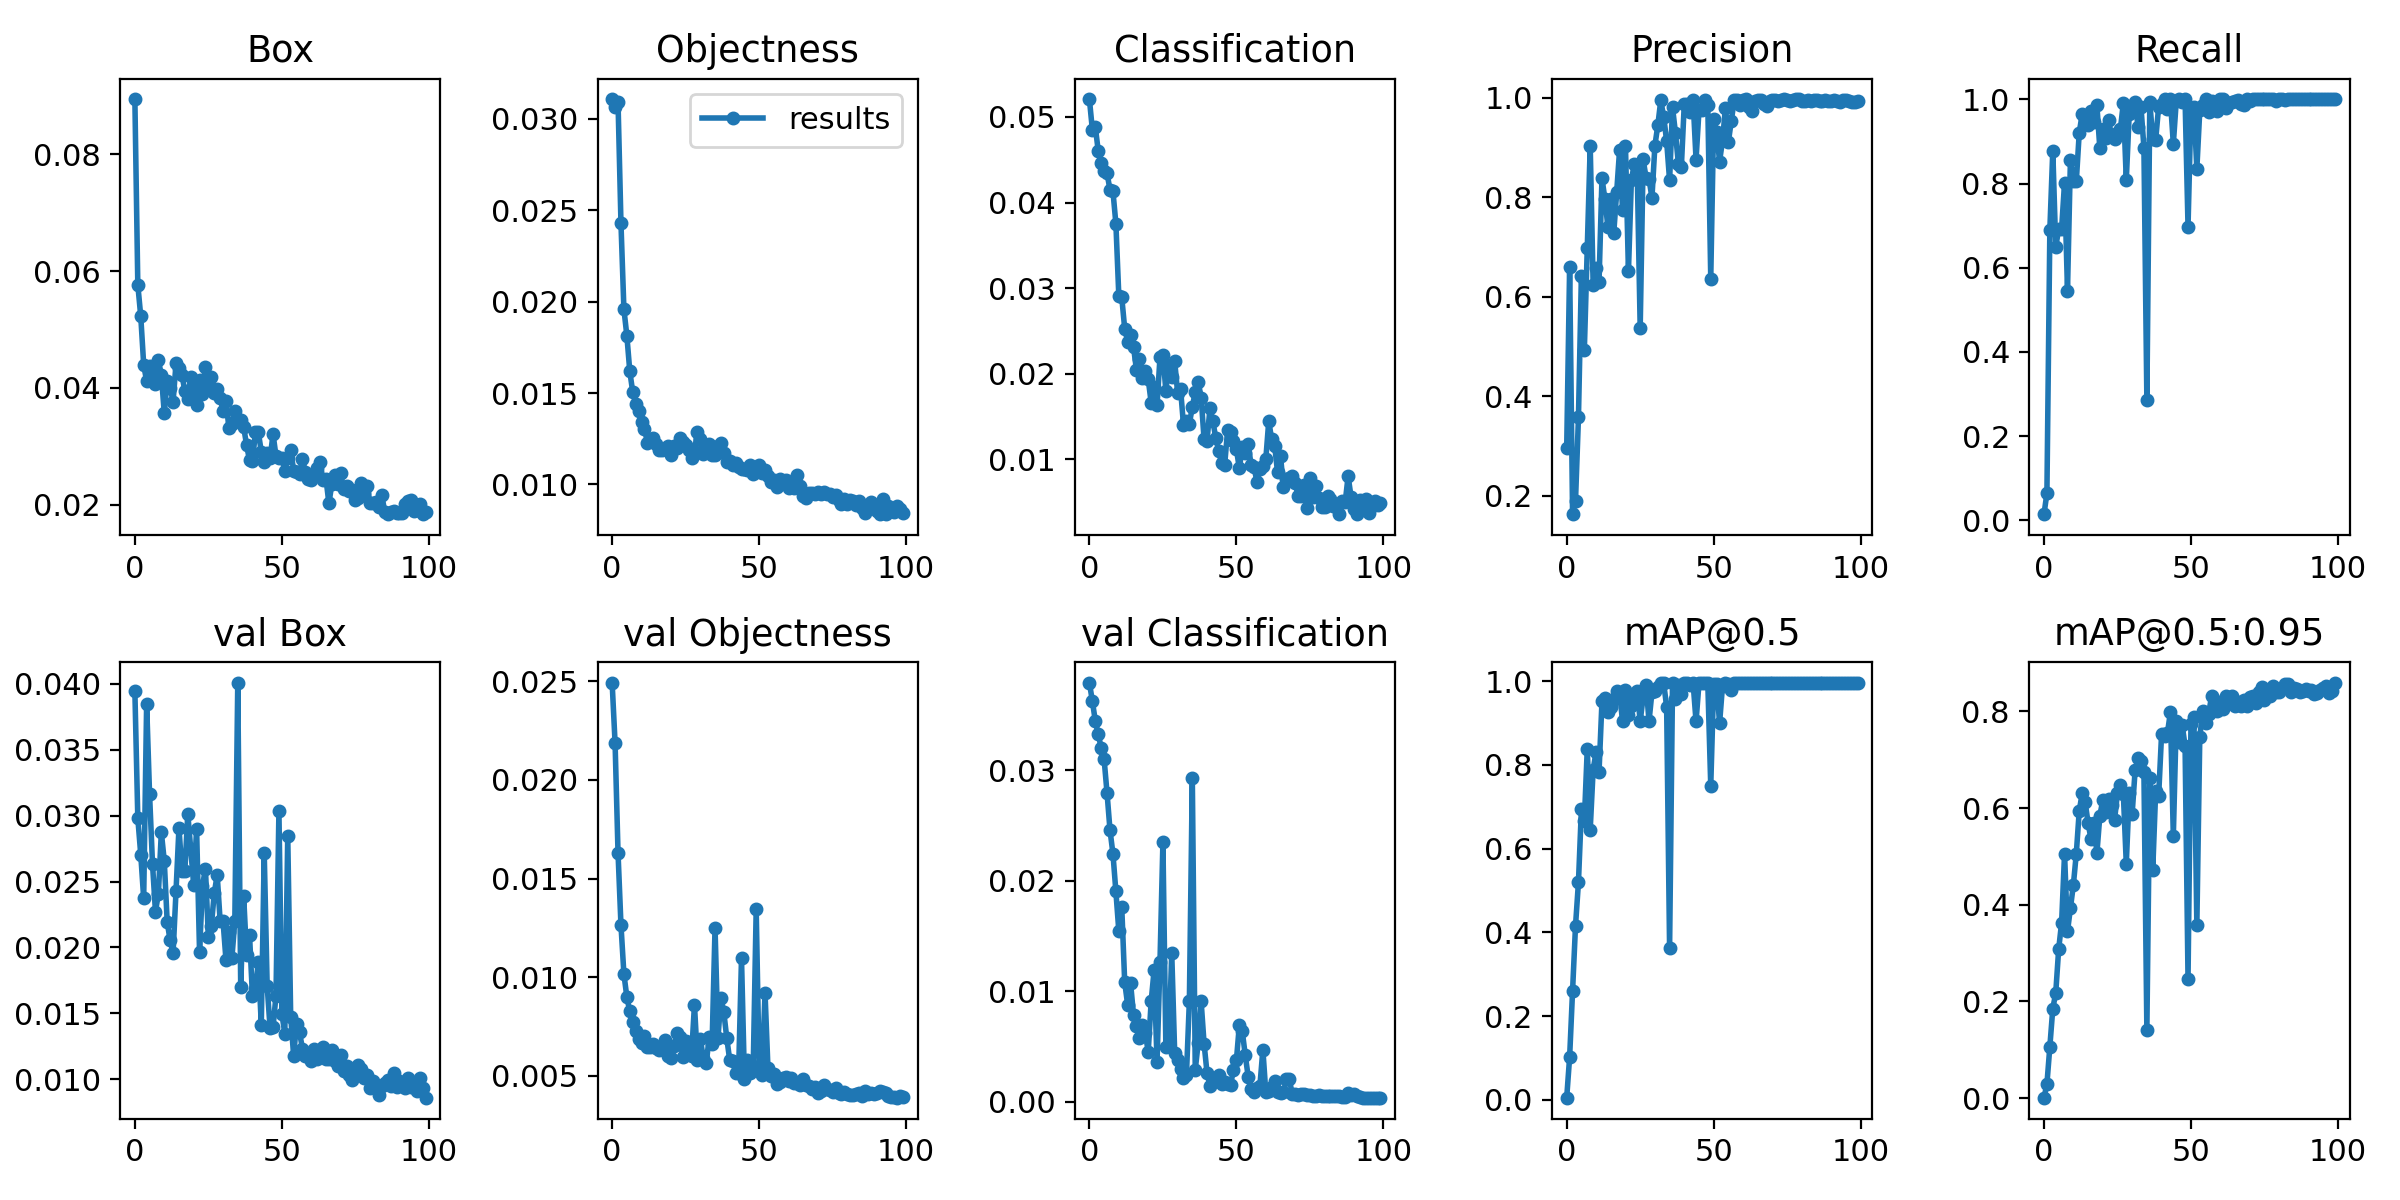 Box
0.08
0.06
0.04
0.02
0 50 100
Objectness
results
0.030
0.025
0.020
0.015
0.010
0 50 100
Classification
0.05
0.04
0.03
0.02
0.01
0 50 100
Precision
1.0
0.8
0.6
0.4
0.2
0 50 100
Recall
1.0
0.8
0.6
0.4
0.2
0.0
0 50 100
val Box
0.040
0.035
0.030
0.025
0.020
0.015
0.010
0 50 100
val Objectness
0.025
0.020
0.015
0.010
0.005
0 50 100
val Classification
0.03
0.02
0.01
0.00
0 50 100
mAP@0.5
1.0
0.8
0.6
0.4
0.2
0.0
0 50 100
mAP@0.5:0.95
0.8
0.6
0.4
0.2
0.0
0 50 100